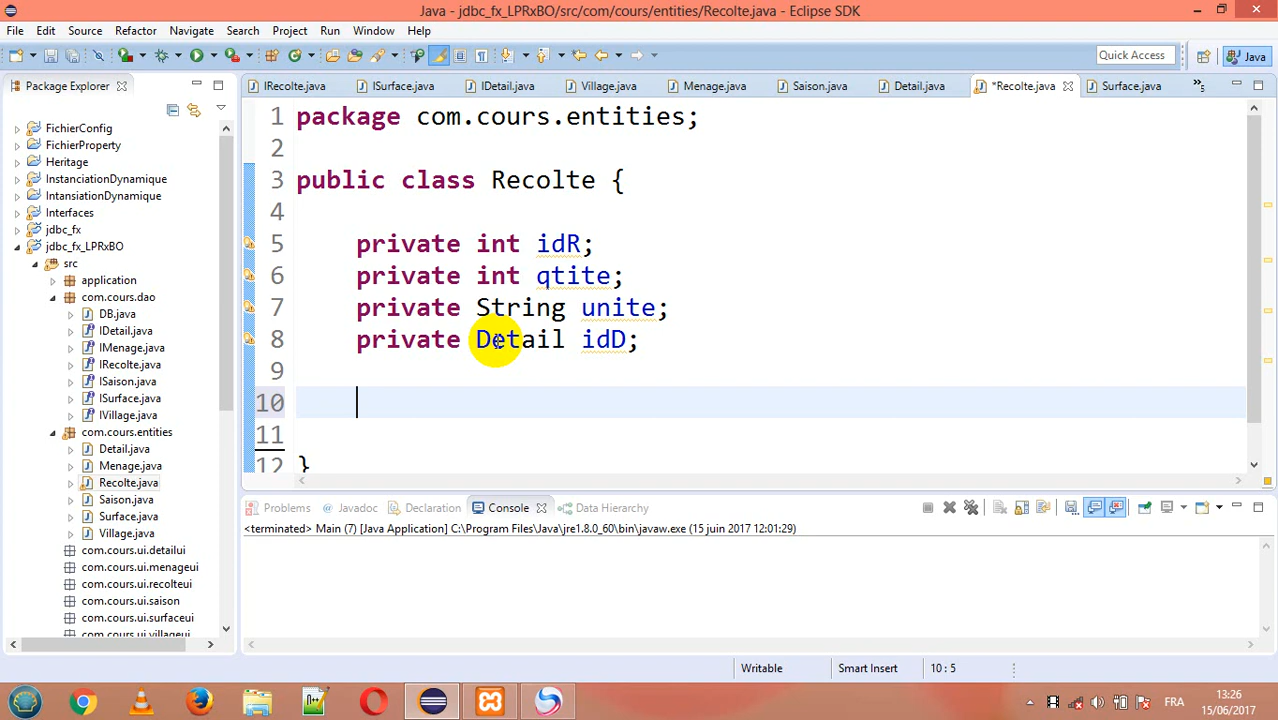 Java - jdbc_fx_LPRxBO/src/com/cours/entities/Recolte.java - Eclipse SDK
File Edit Source Refactor Navigate Search Project Run Window Help
Quick Access
Java
Package Explorer
IRecolte.java ISurface.java IDetail.java Village.java Menage.java Saison.java Detail.java *Recolte.java Surface.java »5
FichierConfig
FichierProperty
Heritage
InstanciationDynamique
IntansiationDynamique
Interfaces
jdbc_fx
jdbc_fx_LPRxBO
src
application
com.cours.dao
DB.java
IDetail.java
IMenage.java
IRecolte.java
ISaison.java
ISurface.java
IVillage.java
com.cours.entities
Detail.java
Menage.java
Recolte.java
Saison.java
Surface.java
Village.java
com.cours.ui.detailui
com.cours.ui.menageui
com.cours.ui.recolteui
com.cours.ui.saison
com.cours.ui.surfaceui
com.cours.ui.villageui
1 package com.cours.entities;
2
3 public class Recolte {
4
5 private int idR;
6 private int qtite;
7 private String unite;
8 private Detail idD;
9
10
11
12 }
Problems Javadoc Declaration Console Data Hierarchy
<terminated> Main (7) [Java Application] C:\Program Files\Java\jre1.8.0_60\bin\javaw.exe (15 juin 2017 12:01:29)
Writable Smart Insert 10 : 5
FRA
13:26
15/06/2017